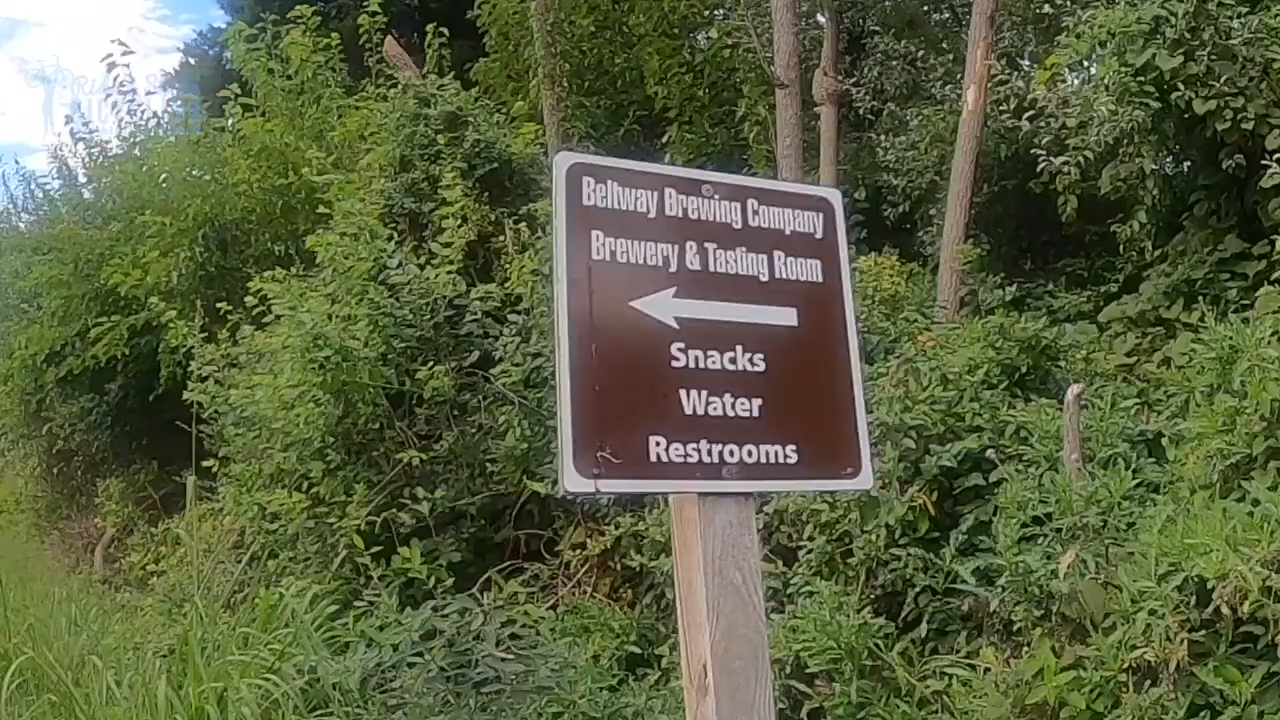 Beltway Brewing Company
Brewery & Tasting Room
Snacks
Water
Restrooms